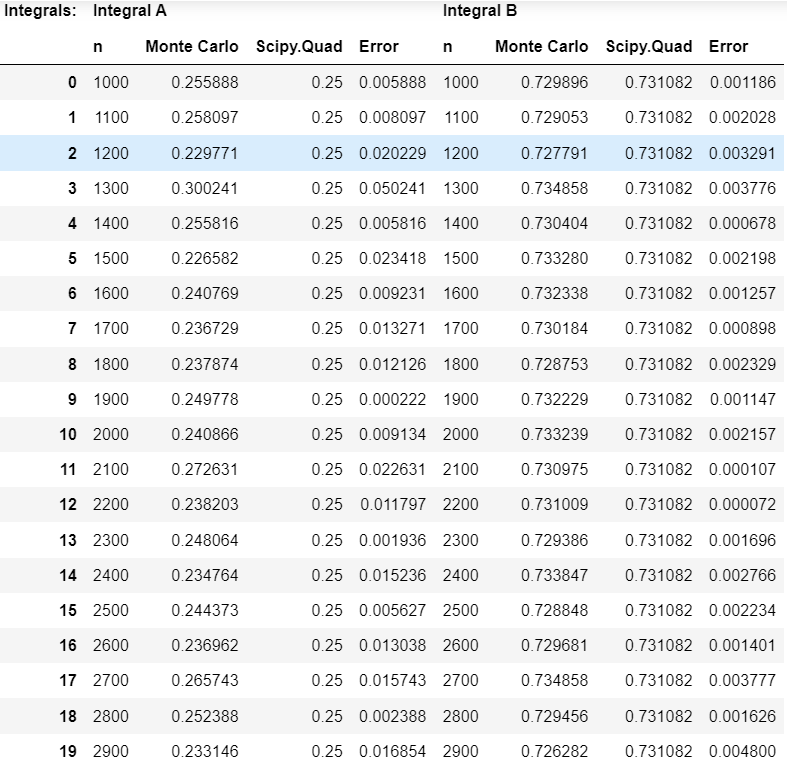 Integrals: Integral A Integral B
n Monte Carlo Scipy.Quad Error n Monte Carlo Scipy.Quad Error
0 1000 0.255888 0.25 0.005888 1000 0.729896 0.731082 0.001186
1 1100 0.258097 0.25 0.008097 1100 0.729053 0.731082 0.002028
2 1200 0.229771 0.25 0.020229 1200 0.727791 0.731082 0.003291
3 1300 0.300241 0.25 0.050241 1300 0.734858 0.731082 0.003776
4 1400 0.255816 0.25 0.005816 1400 0.730404 0.731082 0.000678
5 1500 0.226582 0.25 0.023418 1500 0.733280 0.731082 0.002198
6 1600 0.240769 0.25 0.009231 1600 0.732338 0.731082 0.001257
7 1700 0.236729 0.25 0.013271 1700 0.730184 0.731082 0.000898
8 1800 0.237874 0.25 0.012126 1800 0.728753 0.731082 0.002329
9 1900 0.249778 0.25 0.000222 1900 0.732229 0.731082 0.001147
10 2000 0.240866 0.25 0.009134 2000 0.733239 0.731082 0.002157
11 2100 0.272631 0.25 0.022631 2100 0.730975 0.731082 0.000107
12 2200 0.238203 0.25 0.011797 2200 0.731009 0.731082 0.000072
13 2300 0.248064 0.25 0.001936 2300 0.729386 0.731082 0.001696
14 2400 0.234764 0.25 0.015236 2400 0.733847 0.731082 0.002766
15 2500 0.244373 0.25 0.005627 2500 0.728848 0.731082 0.002234
16 2600 0.236962 0.25 0.013038 2600 0.729681 0.731082 0.001401
17 2700 0.265743 0.25 0.015743 2700 0.734858 0.731082 0.003777
18 2800 0.252388 0.25 0.002388 2800 0.729456 0.731082 0.001626
19 2900 0.233146 0.25 0.016854 2900 0.726282 0.731082 0.004800